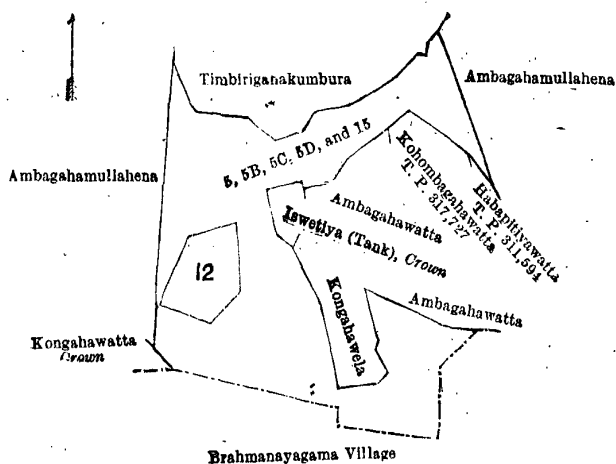 Timbiriganakumbura
Ambagahamullahena
Ambagahamullahena
5, 5B, 5C, 5D, and 15
Kohombagahawatta
T. P. 317,727
Habanitiyawatta
T. P. 311,594
Ambagahawatta
Iswetiya (Tank), Crown
12
Ambagahawatta
Kongahawela
Kongahawatta
Crown
Brahmanayagama Village